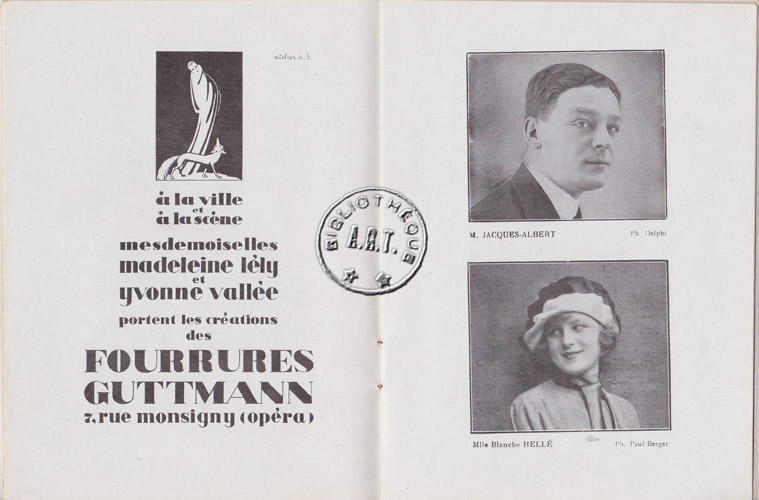 atelier a. b.
à la ville
et
à la scène
mesdemoiselles
madeleine lély
et
yvonne vallée
portent les créations
des
FOURRURES
GUTTMANN
7, rue monsigny (opéra)
BIBLIOTHÈQUE
A.R.T.
M. JACQUES-ALBERT Ph. Delphi
Mlle Blanche HELLÉ Ph. Paul Berger